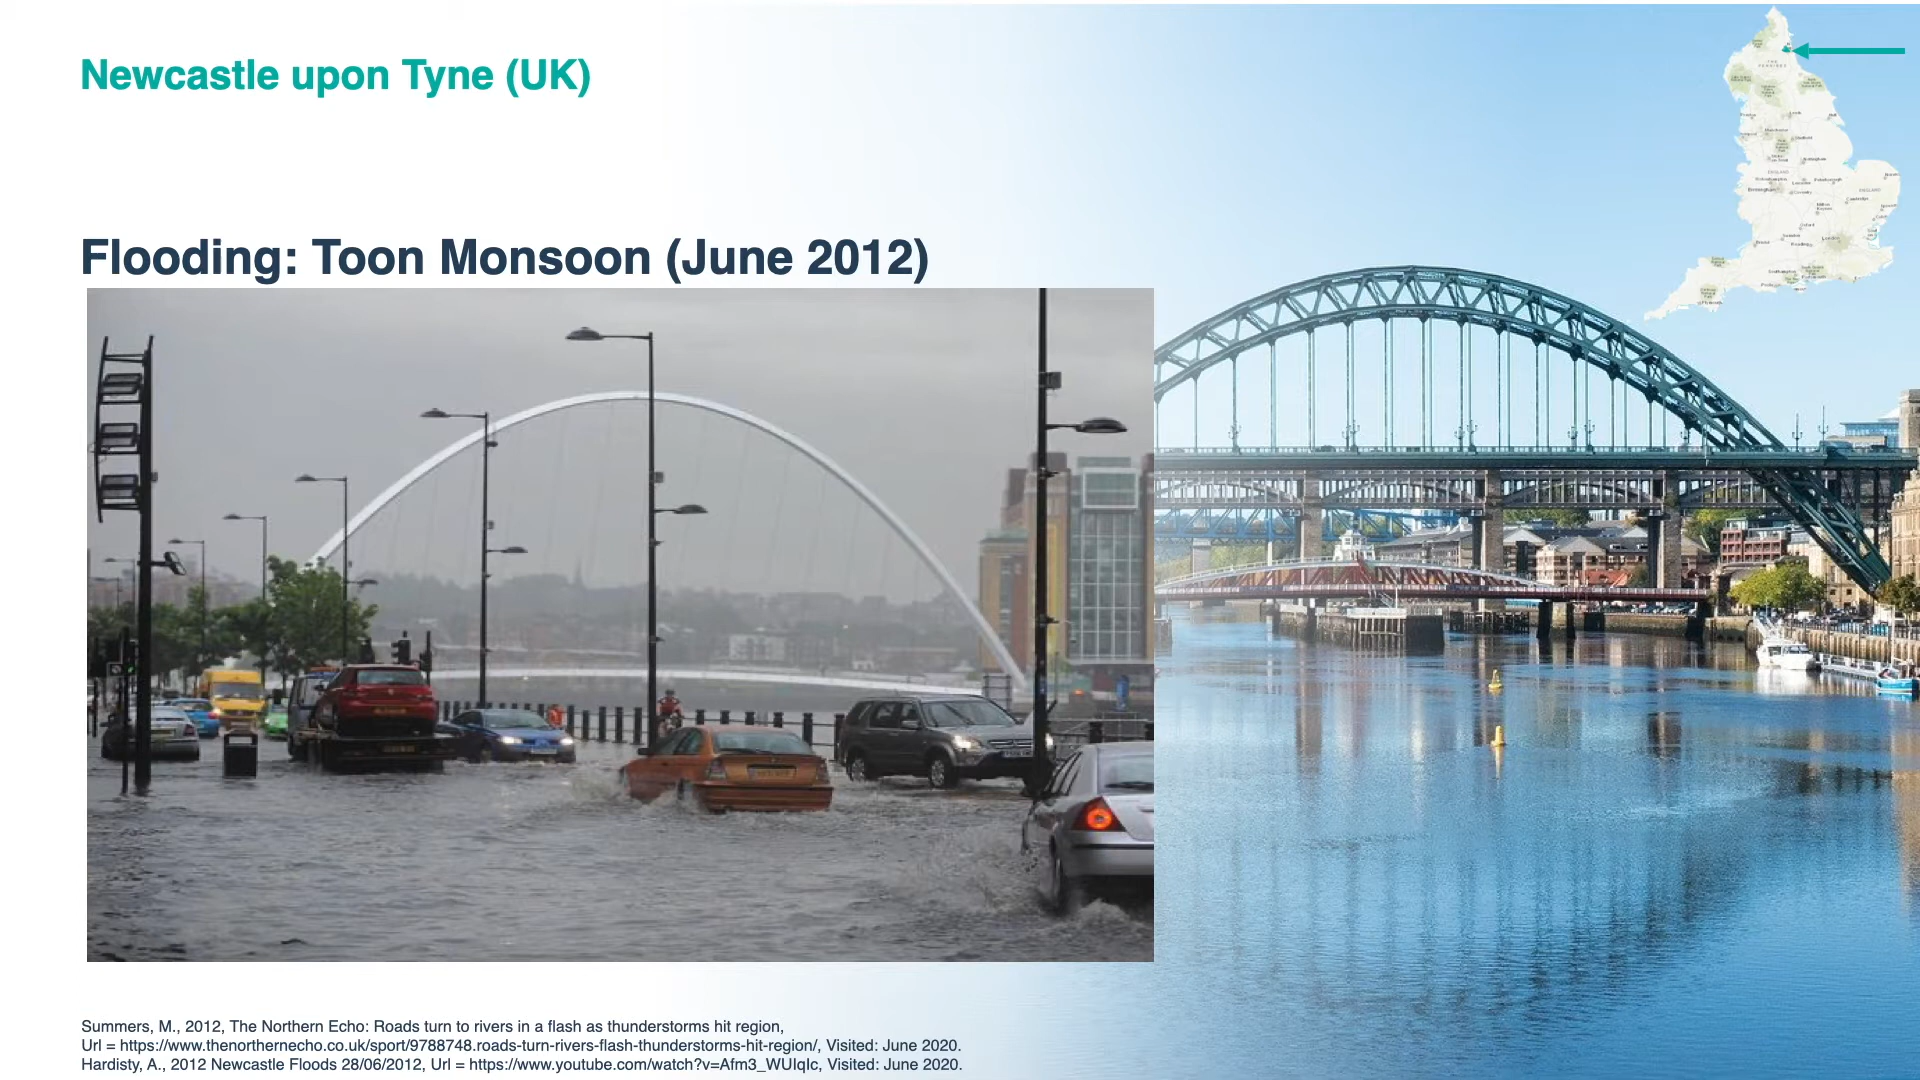 Newcastle upon Tyne (UK)
Flooding: Toon Monsoon (June 2012)
Summers, M., 2012, The Northern Echo: Roads turn to rivers in a flash as thunderstorms hit region,
Url = https://www.thenorthernecho.co.uk/sport/9788748.roads-turn-rivers-flash-thunderstorms-hit-region/, Visited: June 2020.
Hardisty, A., 2012 Newcastle Floods 28/06/2012, Url = https://www.youtube.com/watch?v=Afm3_WUIqIc, Visited: June 2020.